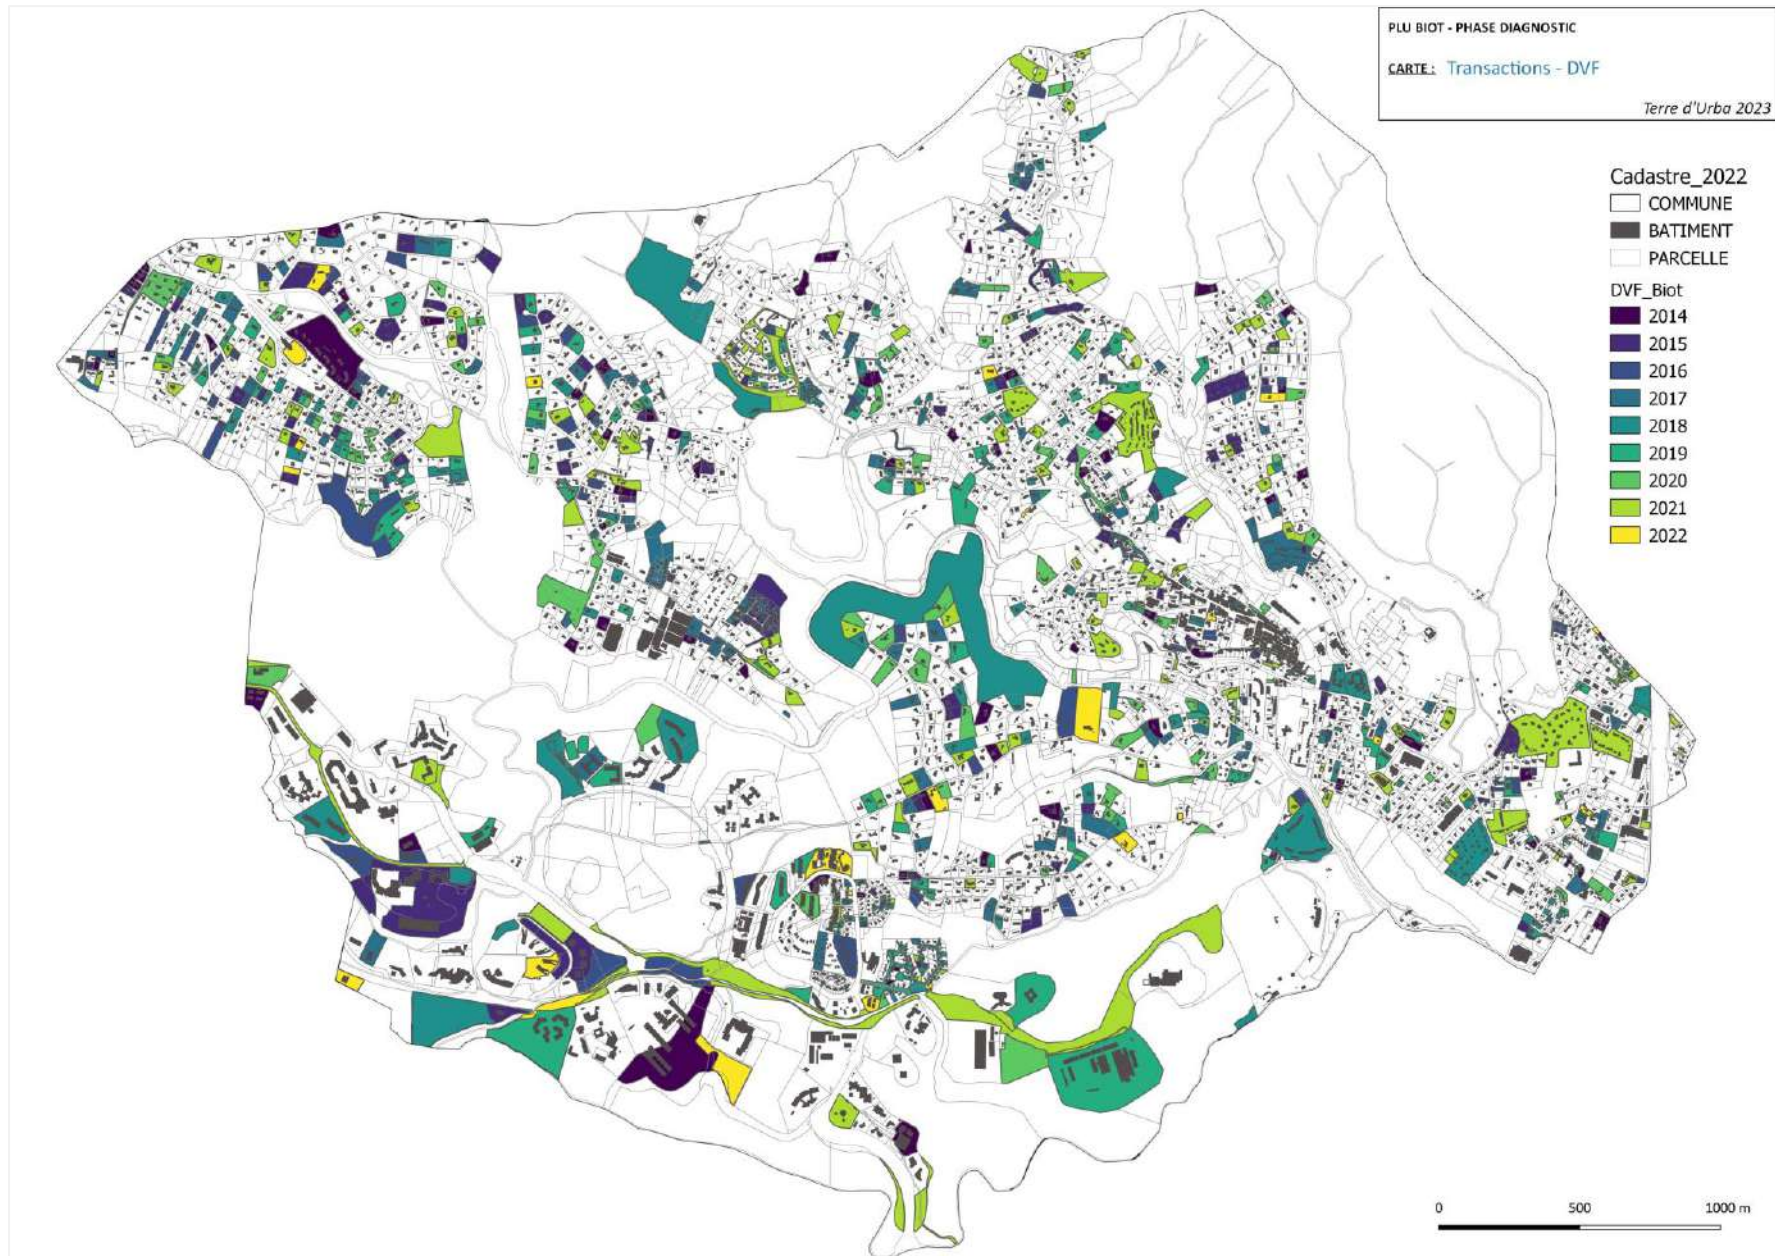 PLU BIOT - PHASE DIAGNOSTIC
CARTE : Transactions - DVF
Terre d'Urba 2023
Cadastre_2022
COMMUNE
BATIMENT
PARCELLE
DVF_Biot
2014
2015
2016
2017
2018
2019
2020
2021
2022
0 500 1000 m